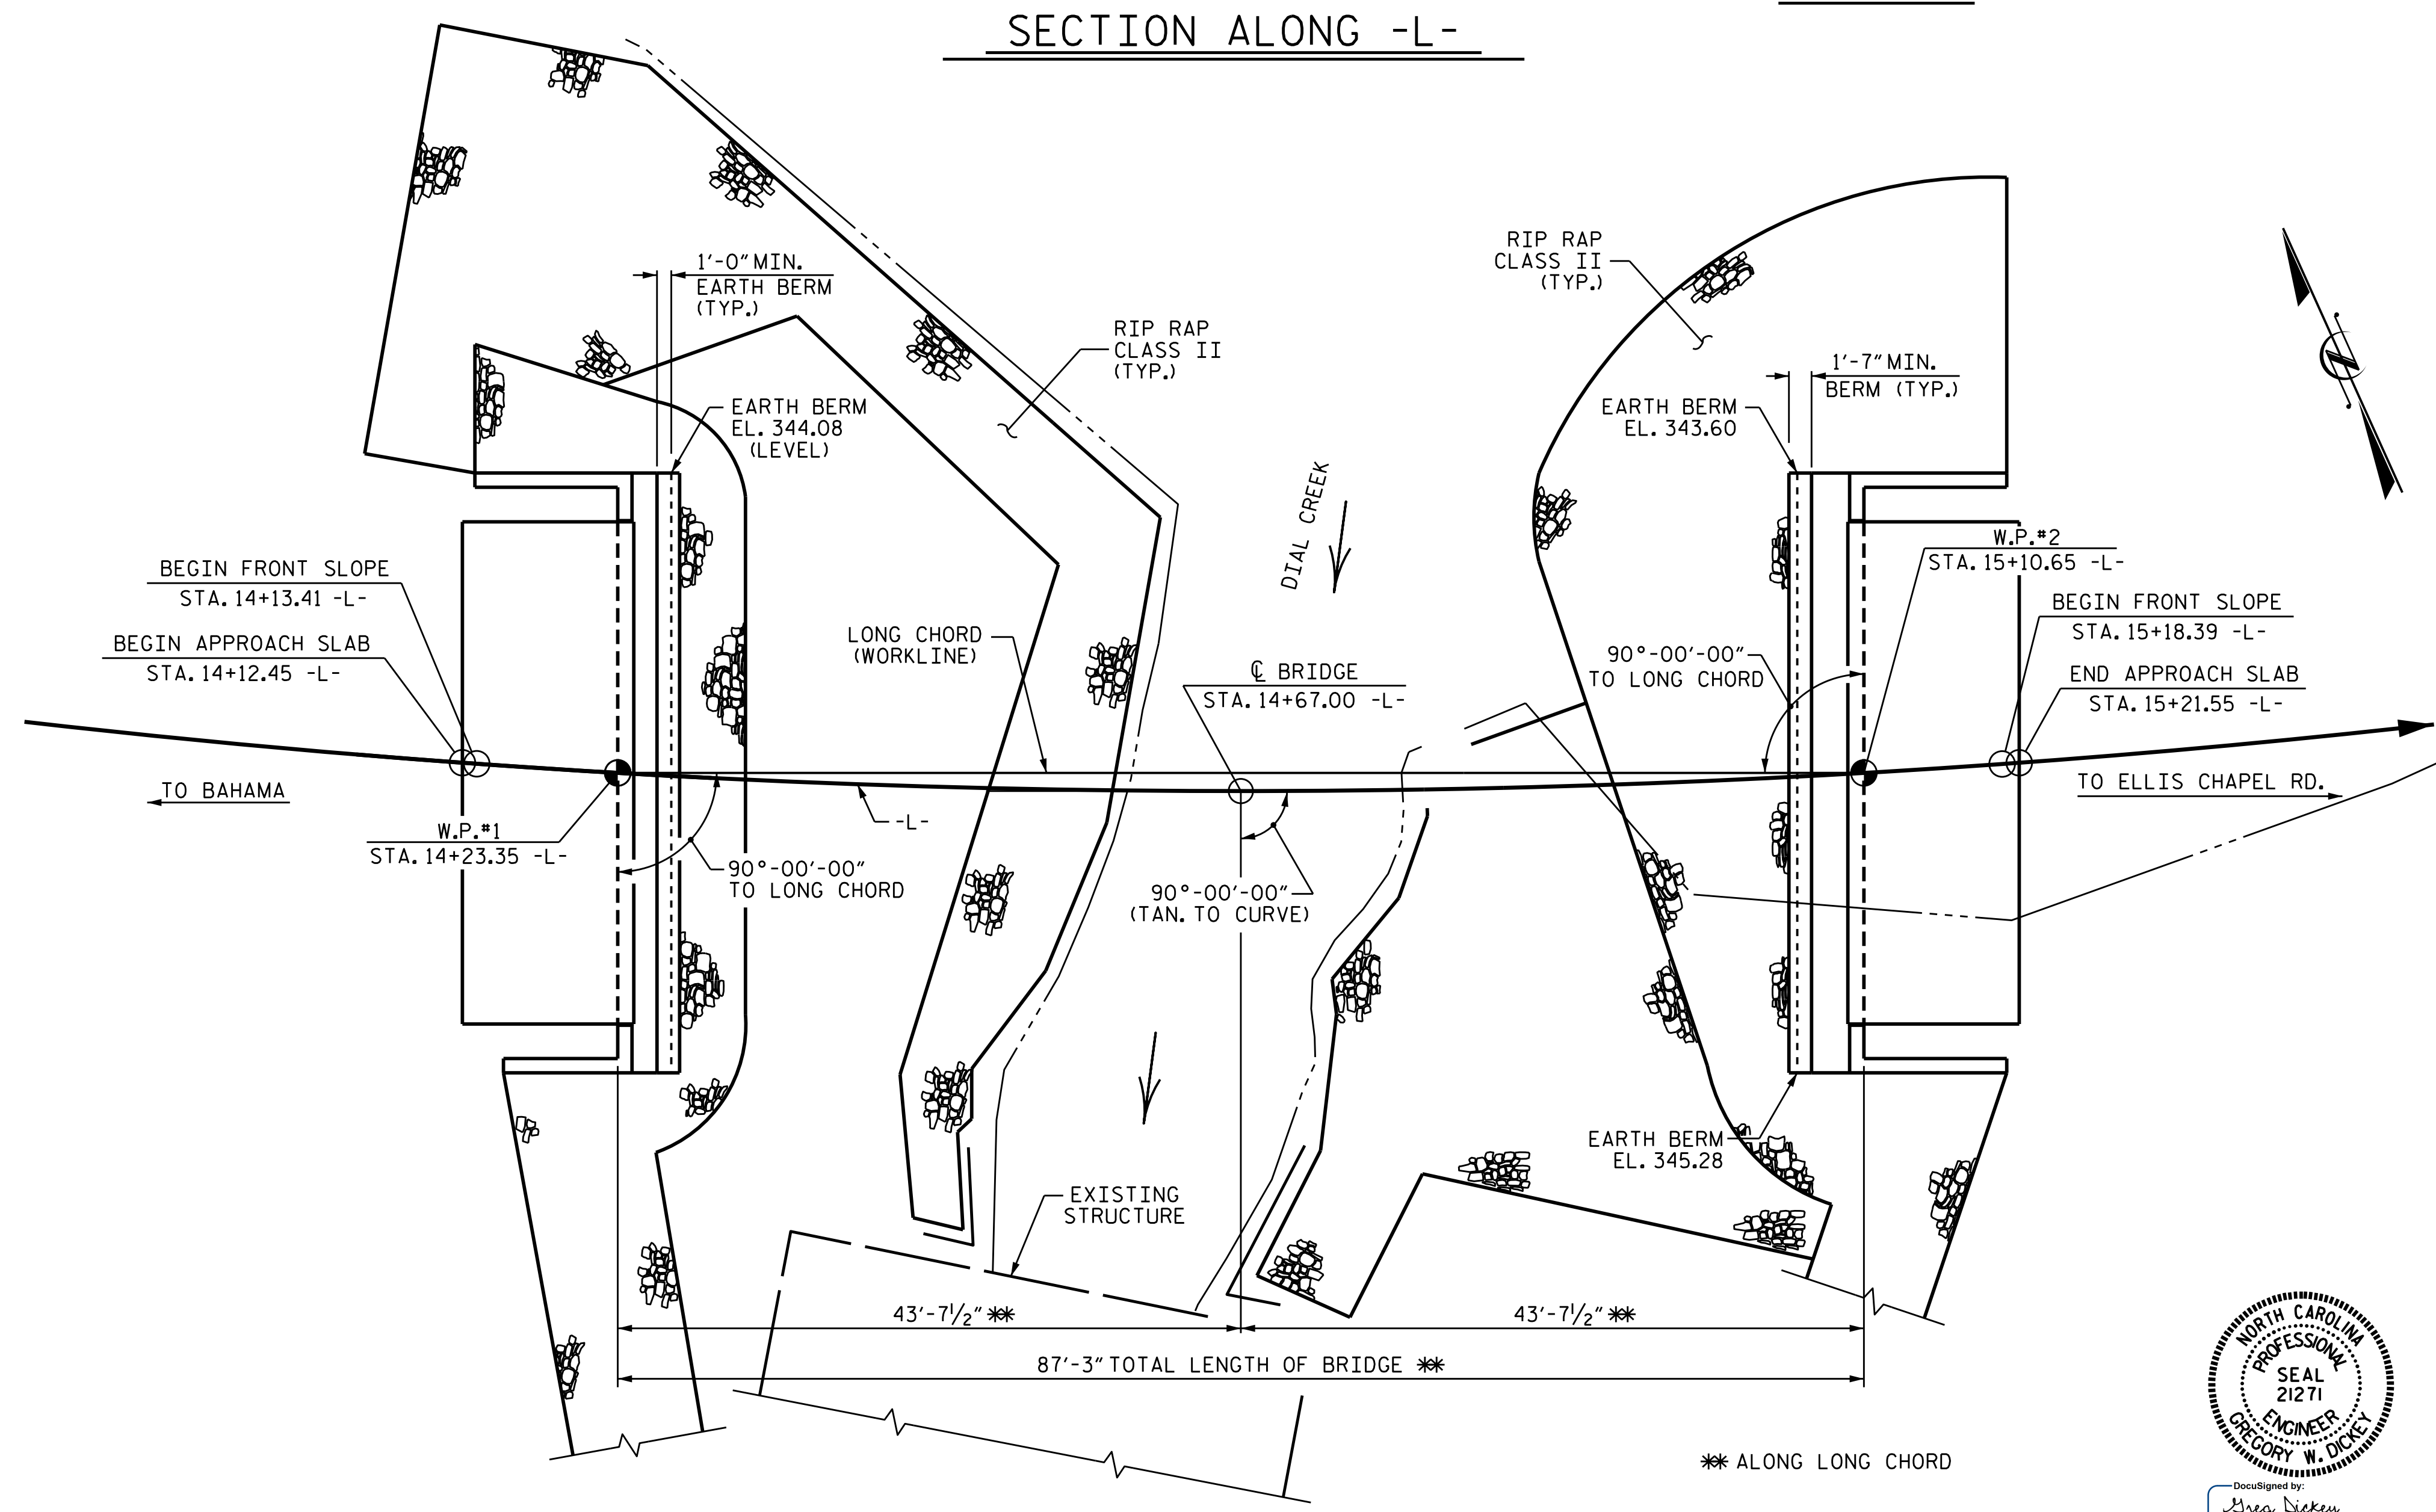 SECTION ALONG -L-
1'-0" MIN.
EARTH BERM
(TYP.)
RIP RAP
CLASS II
(TYP.)
EARTH BERM
EL. 344.08
(LEVEL)
RIP RAP
CLASS II
(TYP.)
1'-7" MIN.
BERM (TYP.)
EARTH BERM
EL. 343.60
DIAL CREEK
BEGIN FRONT SLOPE
STA. 14+13.41 -L-
BEGIN APPROACH SLAB
STA. 14+12.45 -L-
LONG CHORD
(WORKLINE)
℄ BRIDGE
STA. 14+67.00 -L-
90°-00'-00"
TO LONG CHORD
W.P.#2
STA. 15+10.65 -L-
BEGIN FRONT SLOPE
STA. 15+18.39 -L-
END APPROACH SLAB
STA. 15+21.55 -L-
TO BAHAMA
TO ELLIS CHAPEL RD.
W.P.#1
STA. 14+23.35 -L-
-L-
90°-00'-00"
TO LONG CHORD
90°-00'-00"
(TAN. TO CURVE)
EXISTING
STRUCTURE
EARTH BERM
EL. 345.28
43'-7 1/2" **
43'-7 1/2" **
87'-3" TOTAL LENGTH OF BRIDGE **
** ALONG LONG CHORD
NORTH CAROLINA
PROFESSIONAL
SEAL
21271
ENGINEER
GREGORY W. DICKEY
DocuSigned by:
Greg Dickey